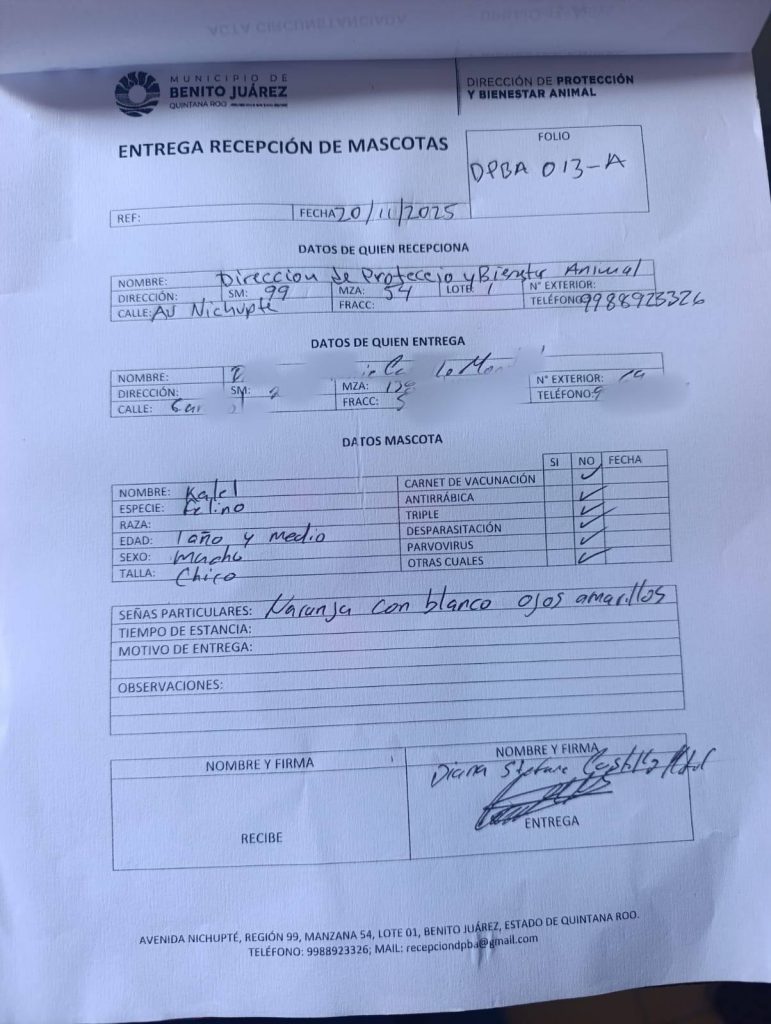 MUNICIPIO DE
BENITO JUÁREZ
QUINTANA ROO
DIRECCIÓN DE PROTECCIÓN
Y BIENESTAR ANIMAL
ENTREGA RECEPCIÓN DE MASCOTAS
FOLIO
DPBA 013-A
REF:
FECHA 20/11/2025
DATOS DE QUIEN RECEPCIONA
NOMBRE: Direccion de Proteccio y Bienestar Animal
DIRECCIÓN: SM: 99 MZA: 54 LOTE: 1 N° EXTERIOR:
CALLE: AV Nichupté FRACC: TELÉFONO: 9988923326
DATOS DE QUIEN ENTREGA
NOMBRE:
DIRECCIÓN: SM: MZA: N° EXTERIOR:
CALLE: FRACC: TELÉFONO:
DATOS MASCOTA
SI NO FECHA
NOMBRE: Kalel CARNET DE VACUNACIÓN ✓
ESPECIE: Felino ANTIRRÁBICA ✓
RAZA: TRIPLE ✓
EDAD: 1 año y medio DESPARASITACIÓN ✓
SEXO: macho PARVOVIRUS ✓
TALLA: Chico OTRAS CUALES ✓
SEÑAS PARTICULARES: Naranja con blanco ojos amarillos
TIEMPO DE ESTANCIA:
MOTIVO DE ENTREGA:
OBSERVACIONES:
NOMBRE Y FIRMA
RECIBE
NOMBRE Y FIRMA
Diana Castillo
ENTREGA
AVENIDA NICHUPTÉ, REGIÓN 99, MANZANA 54, LOTE 01, BENITO JUÁREZ, ESTADO DE QUINTANA ROO.
TELÉFONO: 9988923326; MAIL: recepciondpba@gmail.com